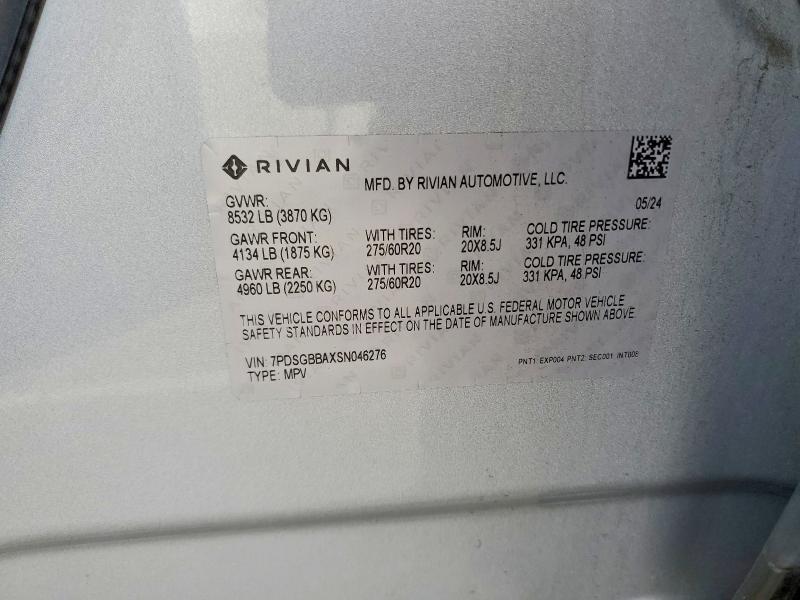 RIVIAN
MFD. BY RIVIAN AUTOMOTIVE, LLC.
GVWR: 05/24
8532 LB (3870 KG)
GAWR FRONT: WITH TIRES: RIM: COLD TIRE PRESSURE:
4134 LB (1875 KG) 275/60R20 20X8.5J 331 KPA, 48 PSI
GAWR REAR: WITH TIRES: RIM: COLD TIRE PRESSURE:
4960 LB (2250 KG) 275/60R20 20X8.5J 331 KPA, 48 PSI
THIS VEHICLE CONFORMS TO ALL APPLICABLE U.S. FEDERAL MOTOR VEHICLE
SAFETY STANDARDS IN EFFECT ON THE DATE OF MANUFACTURE SHOWN ABOVE
VIN: 7PDSGBBAXSN046276
TYPE: MPV
PNT1: EXP004 PNT2: SEC001 INT008